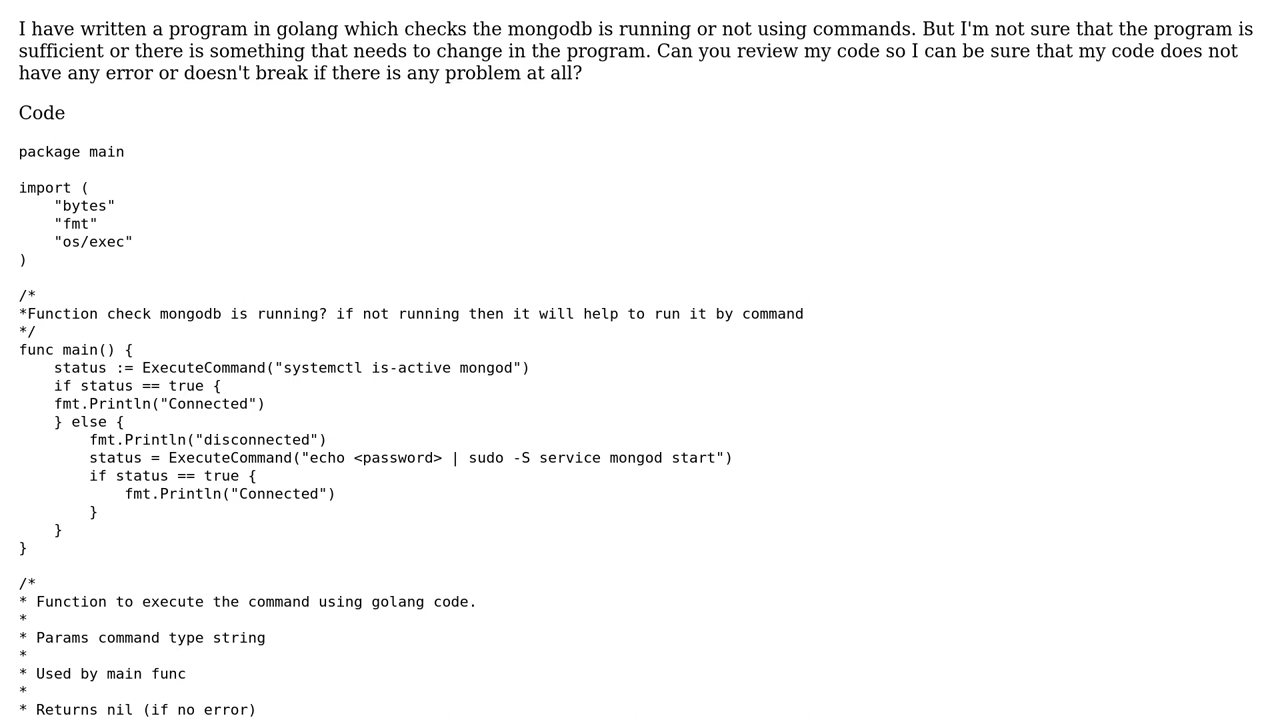 I have written a program in golang which checks the mongodb is running or not using commands. But I'm not sure that the program is
sufficient or there is something that needs to change in the program. Can you review my code so I can be sure that my code does not
have any error or doesn't break if there is any problem at all?
Code
package main
import (
    "bytes"
    "fmt"
    "os/exec"
)
/*
*Function check mongodb is running? if not running then it will help to run it by command
*/
func main() {
    status := ExecuteCommand("systemctl is-active mongod")
    if status == true {
    fmt.Println("Connected")
    } else {
        fmt.Println("disconnected")
        status = ExecuteCommand("echo <password> | sudo -S service mongod start")
        if status == true {
            fmt.Println("Connected")
        }
    }
}
/*
* Function to execute the command using golang code.
*
* Params command type string
*
* Used by main func
*
* Returns nil (if no error)